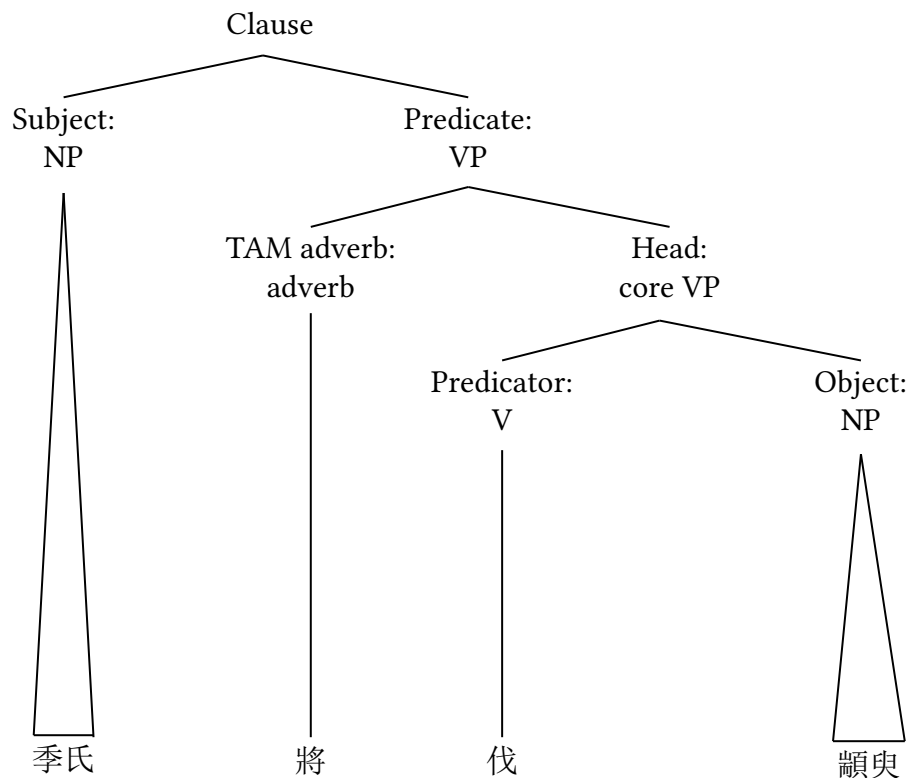 Clause
Subject:
NP
Predicate:
VP
TAM adverb:
adverb
Head:
core VP
Predicator:
V
Object:
NP
季氏
將
伐
顓臾